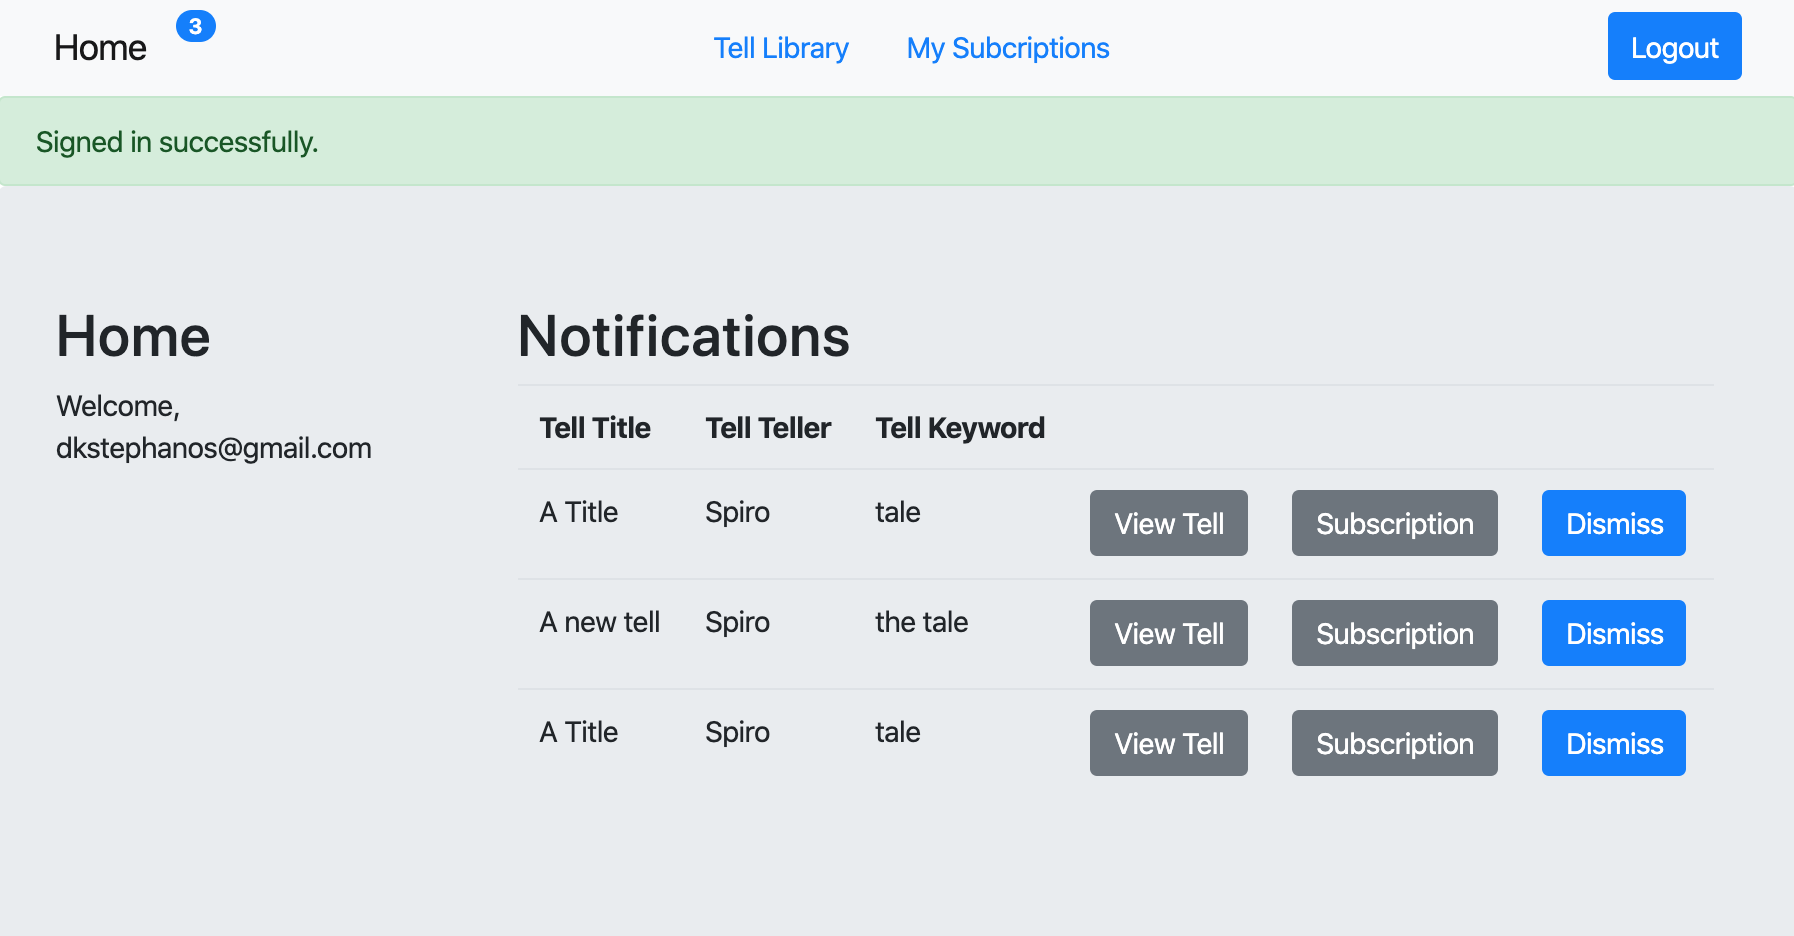 Home 3 Tell Library My Subcriptions Logout
Signed in successfully.
Home
Welcome,
dkstephanos@gmail.com
Notifications
Tell Title Tell Teller Tell Keyword
A Title Spiro tale View Tell Subscription Dismiss
A new tell Spiro the tale View Tell Subscription Dismiss
A Title Spiro tale View Tell Subscription Dismiss